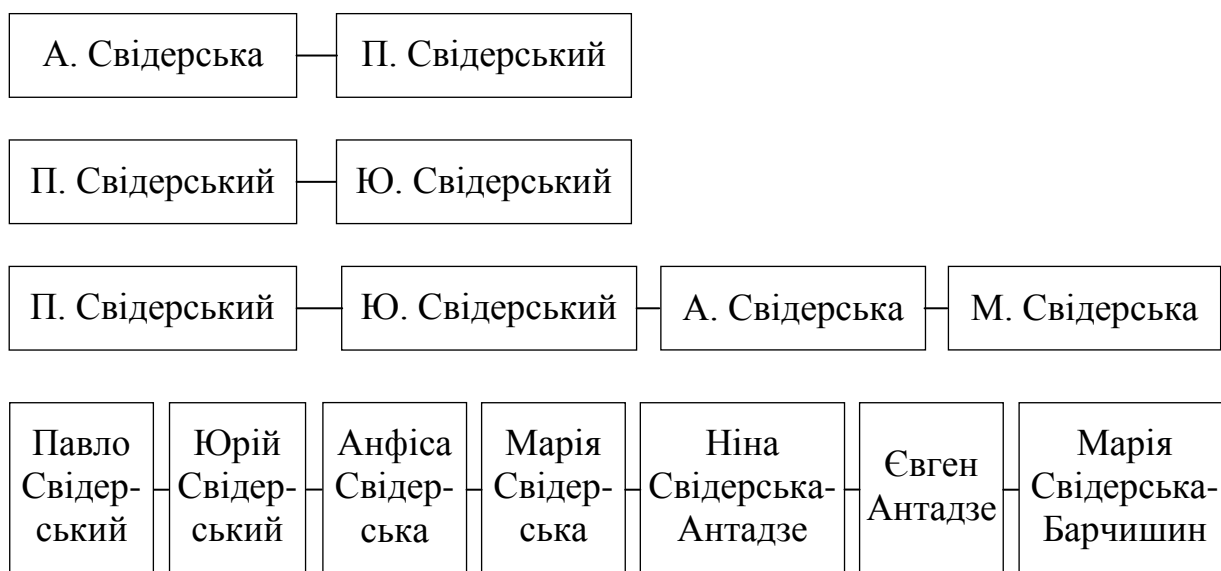 А. Свідерська П. Свідерський
П. Свідерський Ю. Свідерський
П. Свідерський Ю. Свідерський А. Свідерська М. Свідерська
Павло
Свідер-
ський
Юрій
Свідер-
ський
Анфіса
Свідер-
ська
Марія
Свідер-
ська
Ніна
Свідерська-
Антадзе
Євген
Антадзе
Марія
Свідерська-
Барчишин